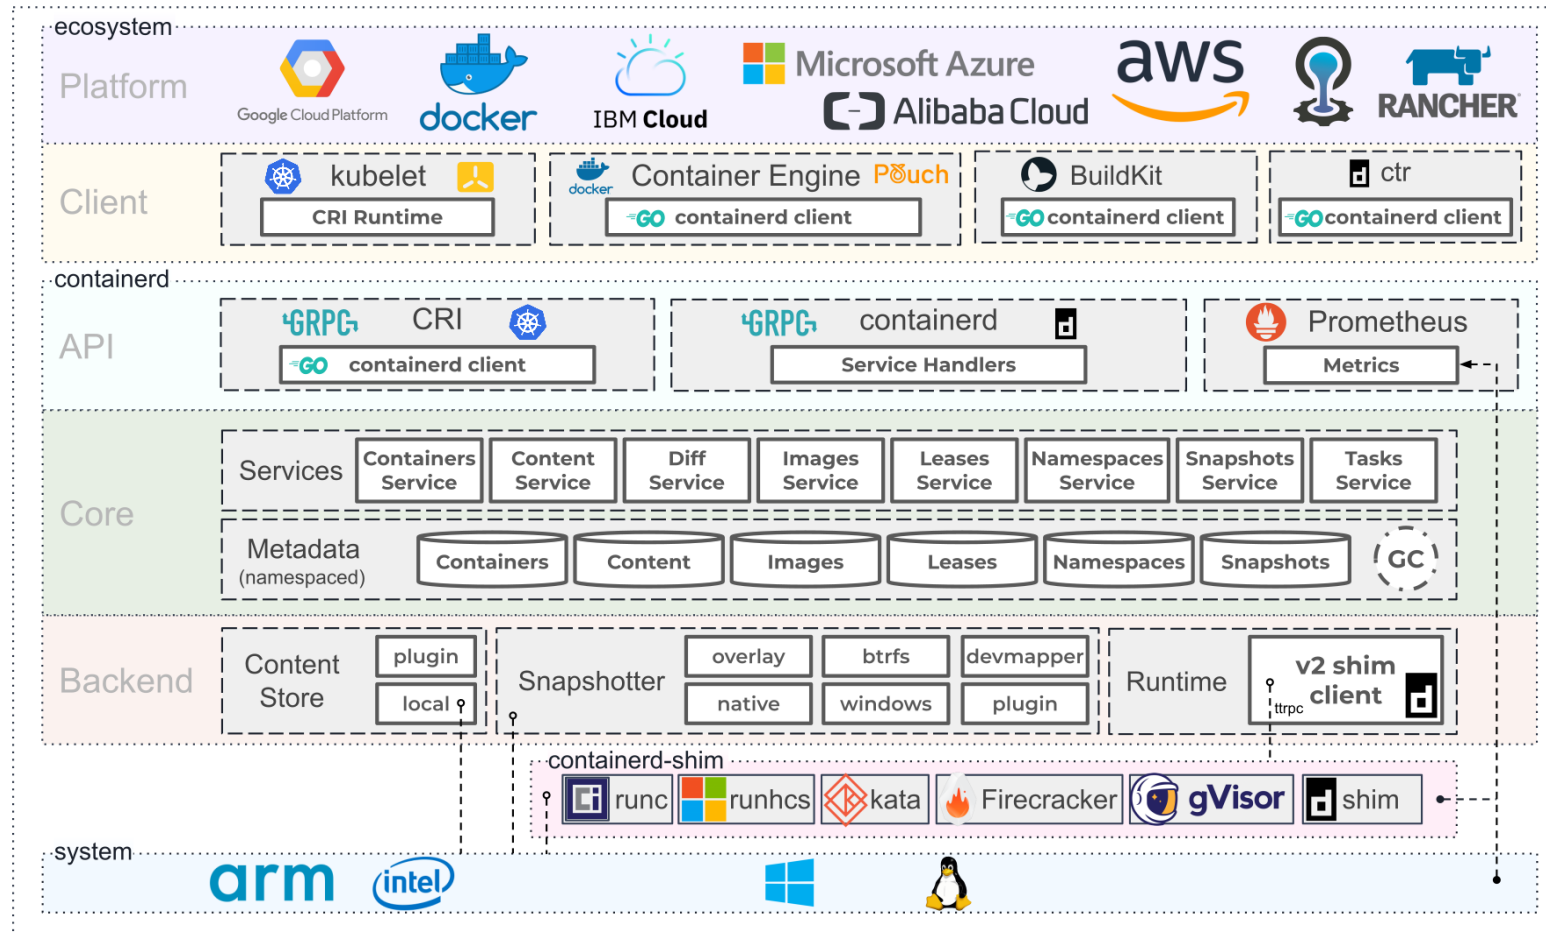 ecosystem
Platform
Google Cloud Platform
docker
IBM Cloud
Microsoft Azure
Alibaba Cloud
aws
RANCHER
Client
kubelet
CRI Runtime
docker
Container Engine
Pouch
GO containerd client
BuildKit
GO containerd client
ctr
GO containerd client
containerd
API
GRPC
CRI
GO containerd client
GRPC
containerd
d
Service Handlers
Prometheus
Metrics
Core
Services
Containers
Service
Content
Service
Diff
Service
Images
Service
Leases
Service
Namespaces
Service
Snapshots
Service
Tasks
Service
Metadata
(namespaced)
Containers
Content
Images
Leases
Namespaces
Snapshots
GC
Backend
Content
Store
plugin
local
Snapshotter
overlay
btrfs
devmapper
native
windows
plugin
Runtime
v2 shim
client
ttrpc
d
containerd-shim
runc
runhcs
kata
Firecracker
gVisor
d
shim
system
arm
intel